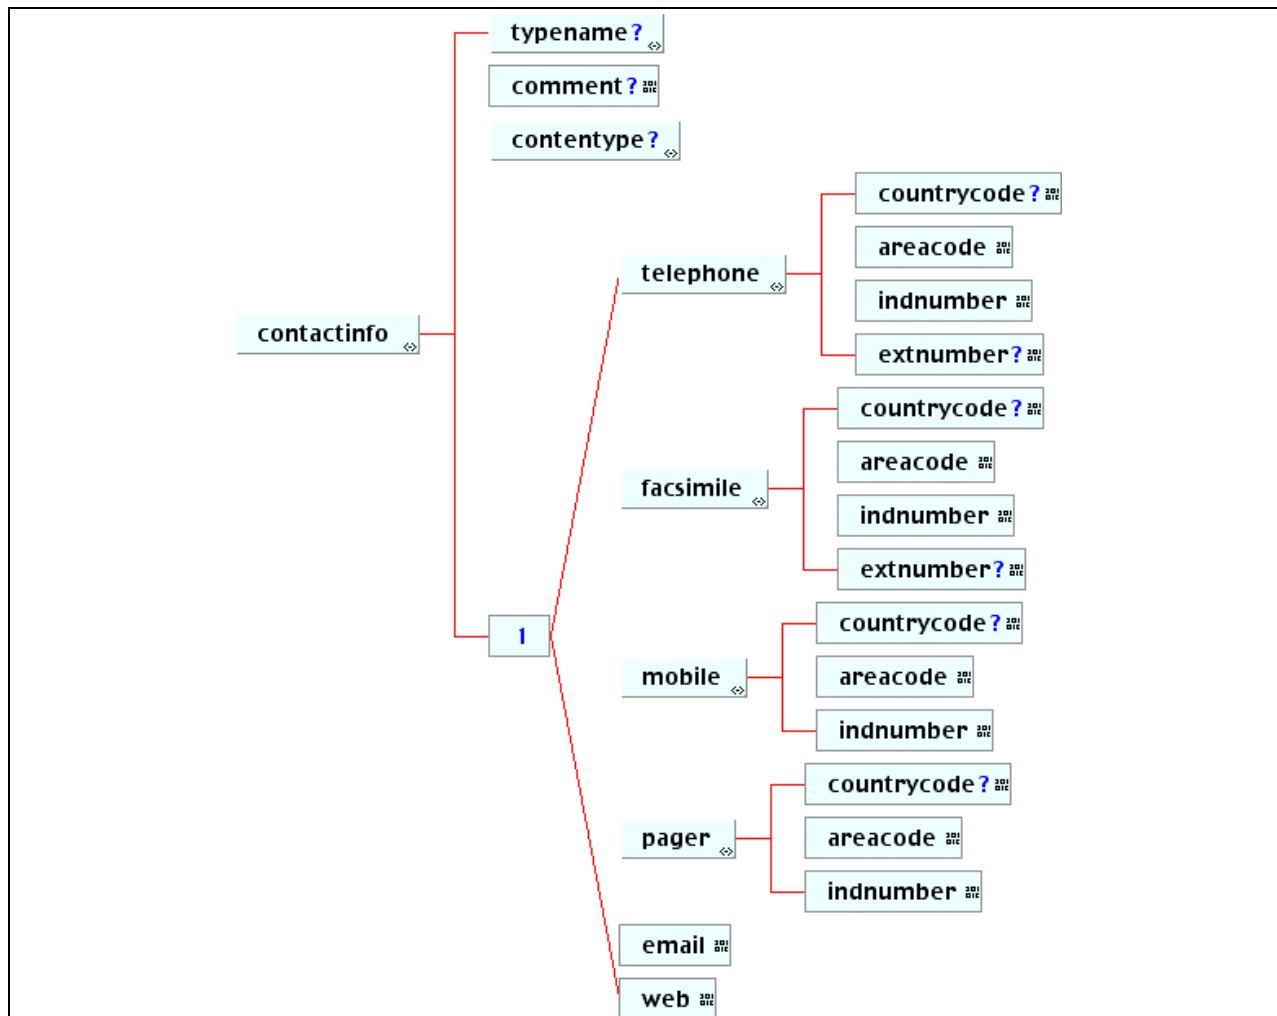 typename?
comment?
contentype?
countrycode?
areacode
telephone
indnumber
contactinfo
extnumber?
countrycode?
areacode
facsimile
indnumber
extnumber?
1
countrycode?
mobile
areacode
indnumber
countrycode?
pager
areacode
indnumber
email
web